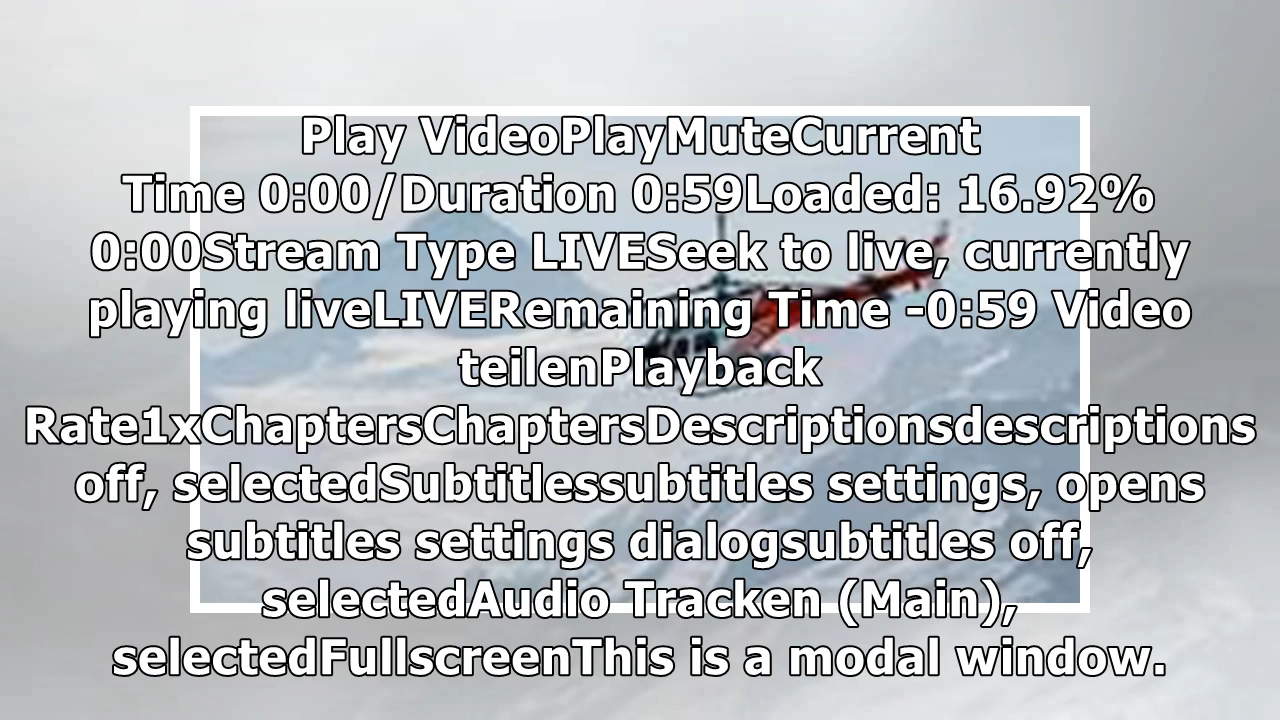 Play VideoPlayMuteCurrent
Time 0:00/Duration 0:59Loaded: 16.92%
0:00Stream Type LIVESeek to live, currently
playing liveLIVERemaining Time -0:59 Video
teilenPlayback
Rate1xChaptersChaptersDescriptionsdescriptions
off, selectedSubtitlessubtitles settings, opens
subtitles settings dialogsubtitles off,
selectedAudio Tracken (Main),
selectedFullscreenThis is a modal window.